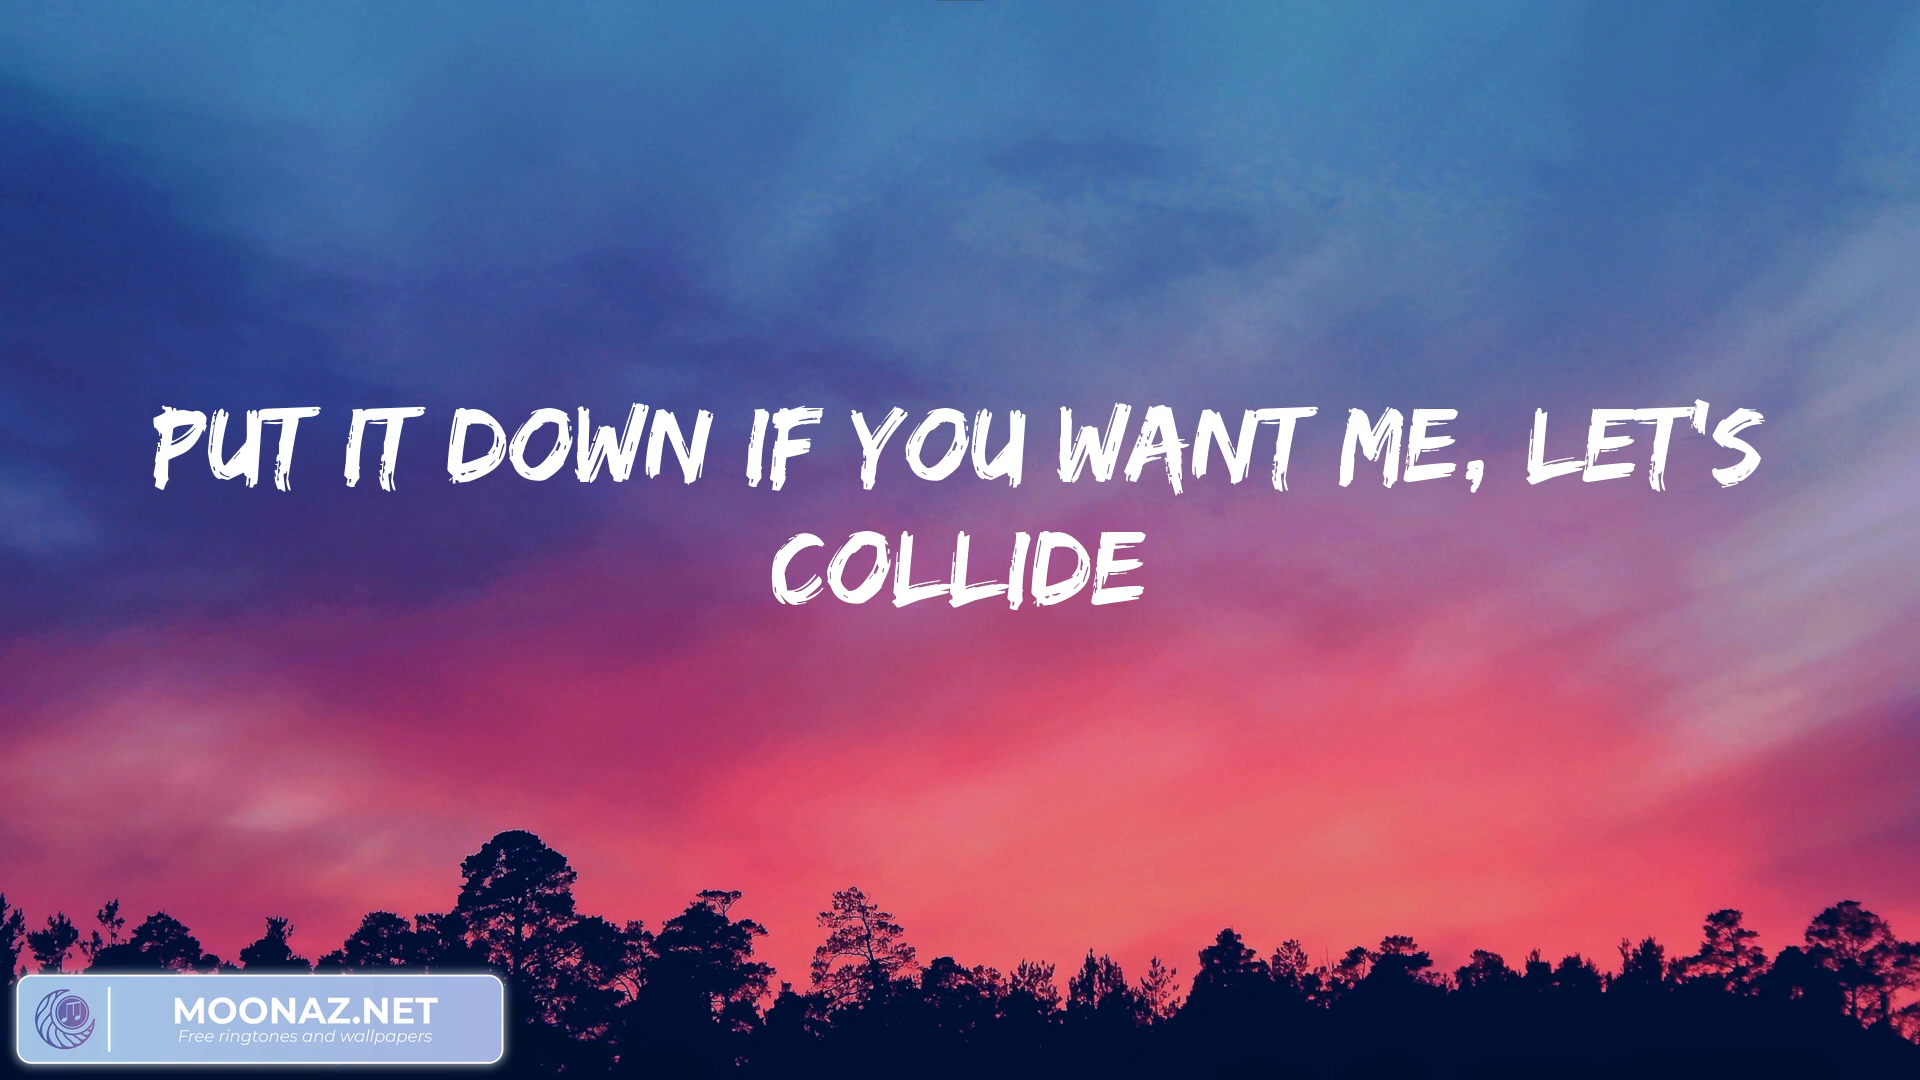 PUT IT DOWN IF YOU WANT ME, LET'S
COLLIDE
MOONAZ.NET
Free ringtones and wallpapers